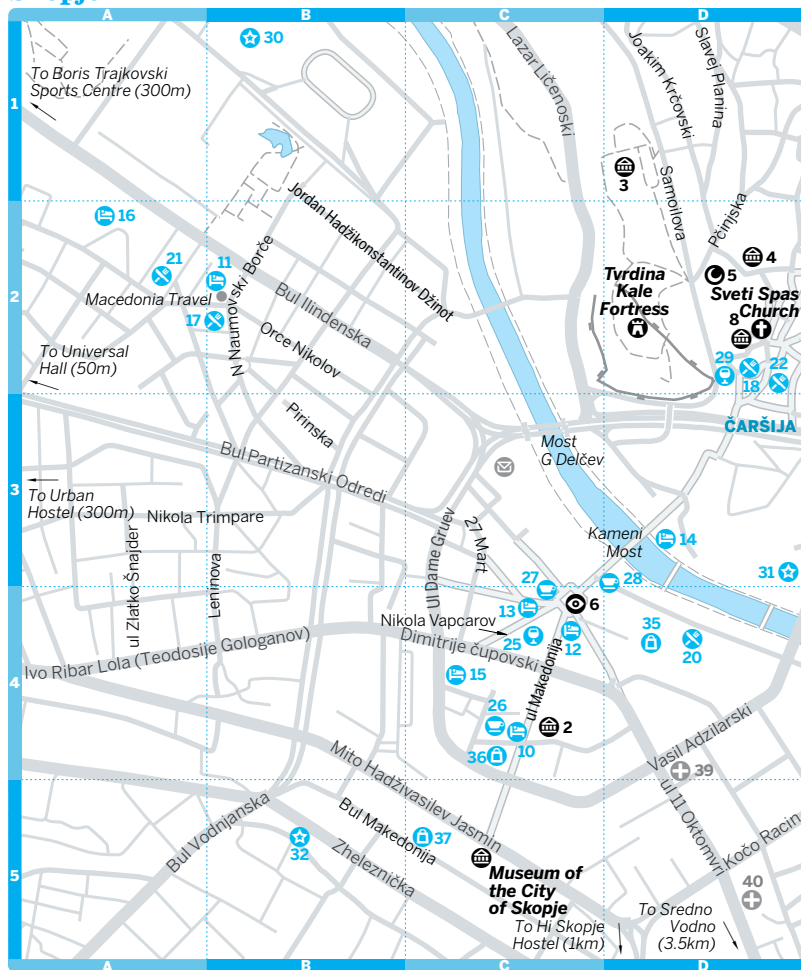 Skopje
A B C D
1
2
3
4
5
30
To Boris Trajkovski
Sports Centre (300m)
Lazar Ličenoski
Joakim Krčovski
Slavej Planina
3
Samoilova
Pčinjska
16
Jordan Hadžikonstantinov Džinot
4
5
21
11
N Naumovski Borče
Macedonia Travel
17
Bul Ilindenska
Orce Nikolov
Tvrdina
Kale
Fortress
Sveti Spas
Church
8
29
18
22
To Universal
Hall (50m)
Pirinska
ČARŠIJA
Bul Partizanski Odredi
Most
G Delčev
To Urban
Hostel (300m)
Nikola Trimpare
ul Zlatko Šnajder
Leninova
Ul Dame Gruev
27 Mart
Kameni
Most
14
31
27
28
13
6
Nikola Vapcarov
25
12
35
20
Dimitrije čupovski
Ivo Ribar Lola (Teodosije Gologanov)
15
ul Makedonija
26
10
2
36
Vasil Adzilarski
39
Mito Hadživasilev Jasmin
ul 11 Oktomvri
Bul Vodnjanska
32
Bul Makedonija
37
Zheleznička
Kočo Racin
Museum of
the City
of Skopje
40
To Hi Skopje
Hostel (1km)
To Sredno
Vodno
(3.5km)
A B C D